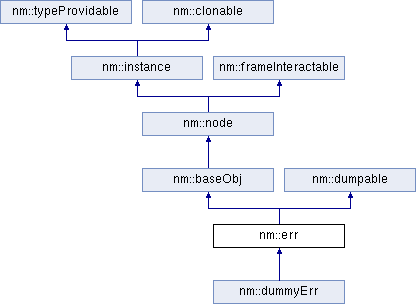 nm::typeProvidable
nm::clonable
nm::instance
nm::frameInteractable
nm::node
nm::baseObj
nm::dumpable
nm::err
nm::dummyErr